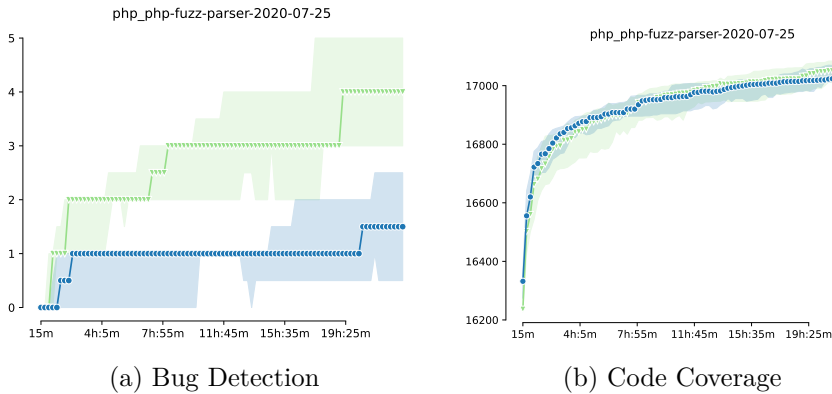 php_php-fuzz-parser-2020-07-25
5
4
3
2
1
0
15m 4h:5m 7h:55m 11h:45m 15h:35m 19h:25m
(a) Bug Detection
php_php-fuzz-parser-2020-07-25
17000
16800
16600
16400
16200
15m 4h:5m 7h:55m 11h:45m 15h:35m 19h:25m
(b) Code Coverage